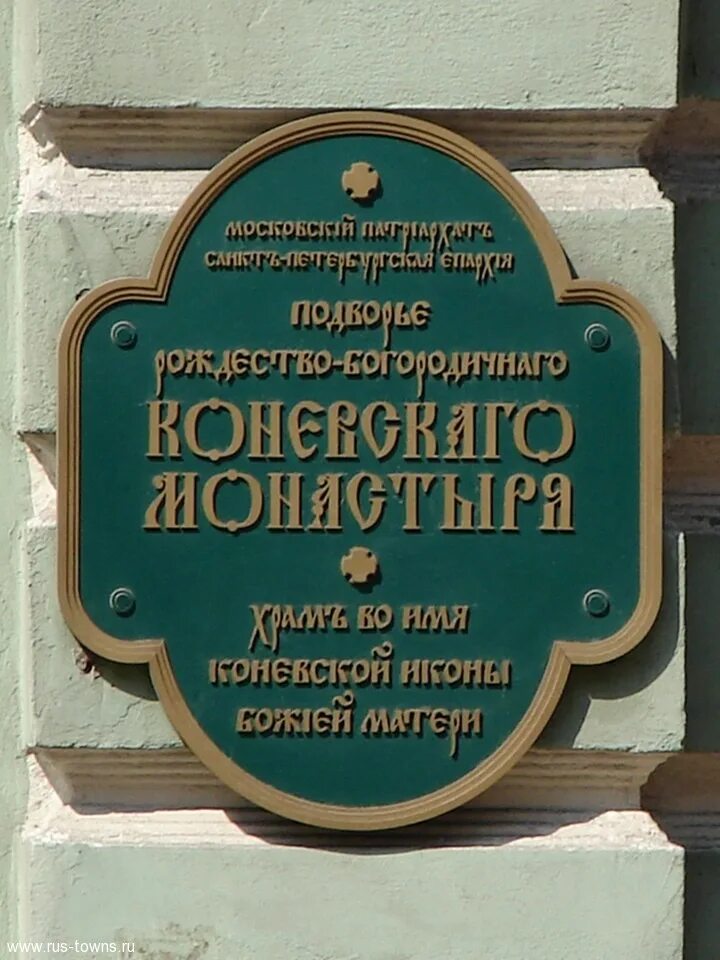 Московскій Патріархатъ
Санктъ-Петербургская Епархія
Подворье
Рождество-Богородичнаго
Коневскаго
монастыря
Храмъ во имя
Коневской иконы
Божіей Матери
www.rus-towns.ru